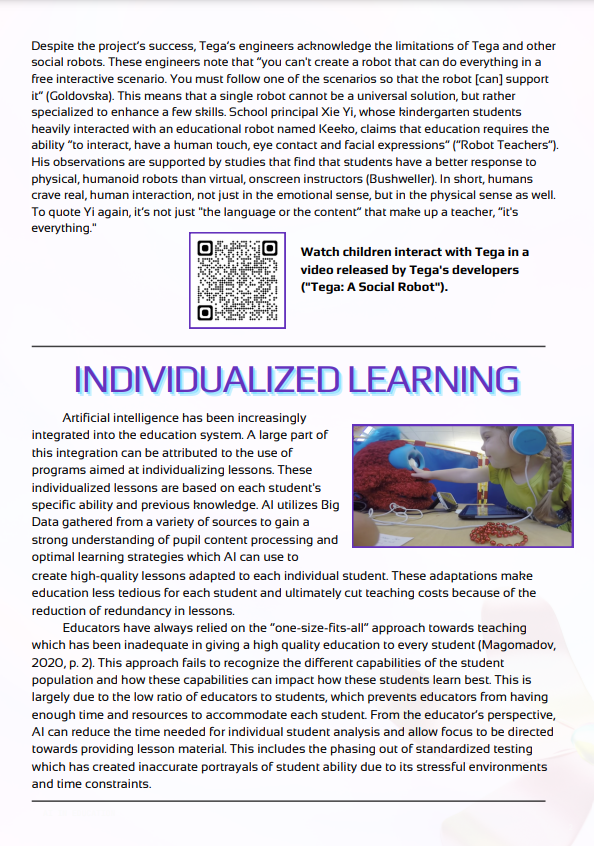 Despite the project's success, Tega's engineers acknowledge the limitations of Tega and other
social robots. These engineers note that “you can't create a robot that can do everything in a
free interactive scenario. You must follow one of the scenarios so that the robot [can] support
it” (Goldovska). This means that a single robot cannot be a universal solution, but rather
specialized to enhance a few skills. School principal Xie Yi, whose kindergarten students
heavily interacted with an educational robot named Keeko, claims that education requires the
ability “to interact, have a human touch, eye contact and facial expressions” (“Robot Teachers”).
His observations are supported by studies that find that students have a better response to
physical, humanoid robots than virtual, onscreen instructors (Bushweller). In short, humans
crave real, human interaction, not just in the emotional sense, but in the physical sense as well.
To quote Yi again, it's not just "the language or the content” that make up a teacher, “it's
everything."
Watch children interact with Tega in a
video released by Tega's developers
("Tega: A Social Robot").
INDIVIDUALIZED LEARNING
Artificial intelligence has been increasingly
integrated into the education system. A large part of
this integration can be attributed to the use of
programs aimed at individualizing lessons. These
individualized lessons are based on each student's
specific ability and previous knowledge. AI utilizes Big
Data gathered from a variety of sources to gain a
strong understanding of pupil content processing and
optimal learning strategies which AI can use to
create high-quality lessons adapted to each individual student. These adaptations make
education less tedious for each student and ultimately cut teaching costs because of the
reduction of redundancy in lessons.
Educators have always relied on the “one-size-fits-all” approach towards teaching
which has been inadequate in giving a high quality education to every student (Magomadov,
2020, p. 2). This approach fails to recognize the different capabilities of the student
population and how these capabilities can impact how these students learn best. This is
largely due to the low ratio of educators to students, which prevents educators from having
enough time and resources to accommodate each student. From the educator's perspective,
AI can reduce the time needed for individual student analysis and allow focus to be directed
towards providing lesson material. This includes the phasing out of standardized testing
which has created inaccurate portrayals of student ability due to its stressful environments
and time constraints.